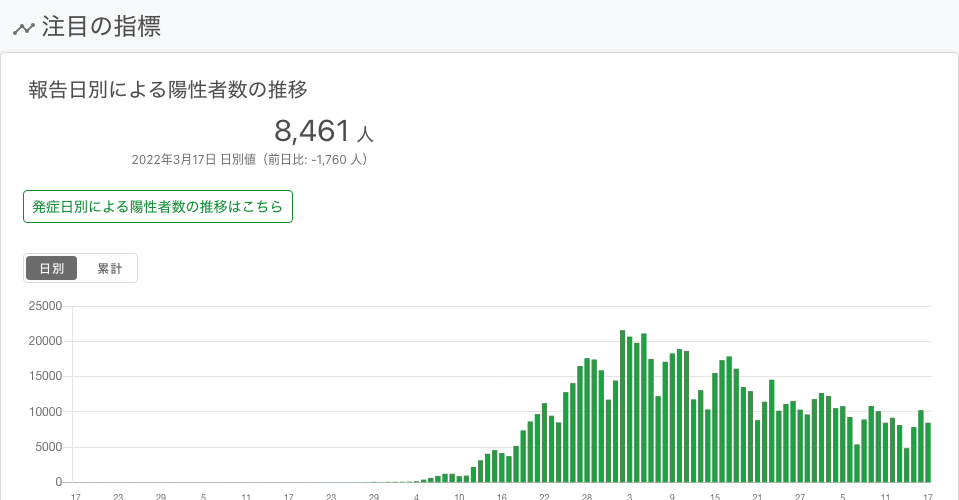 注目の指標
報告日別による陽性者数の推移
8,461 人
2022年3月17日 日別値（前日比: -1,760 人）
発症日別による陽性者数の推移はこちら
日別 累計
25000
20000
15000
10000
5000
0
17 23 29 5 11 17 23 29 4 10 16 22 28 3 9 15 21 27 5 11 17